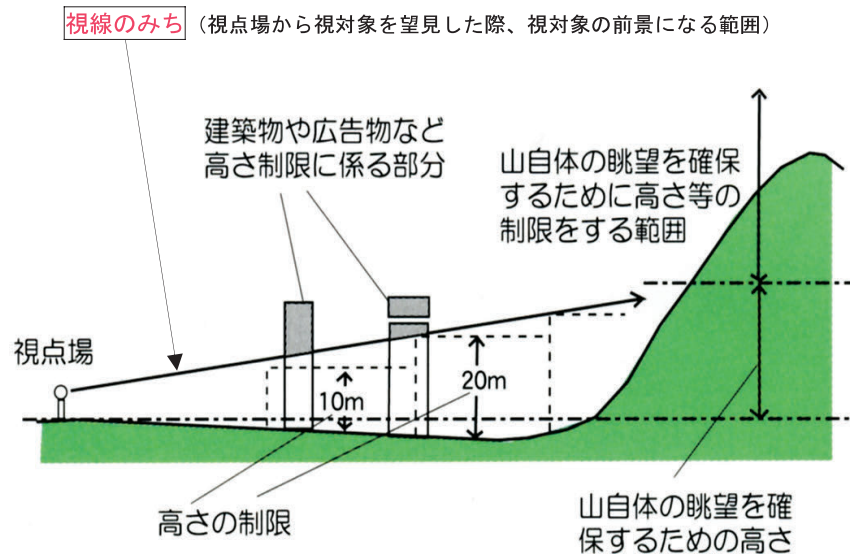 視線のみち（視点場から視対象を望見した際、視対象の前景になる範囲）
建築物や広告物など
高さ制限に係る部分
山自体の眺望を確保
するために高さ等の
制限をする範囲
視点場
10m
20m
高さの制限
山自体の眺望を確
保するための高さ